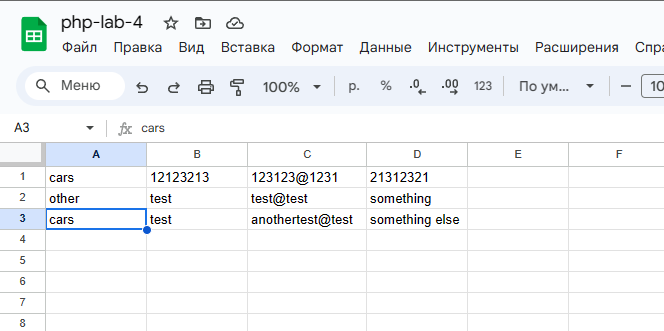 php-lab-4
Файл Правка Вид Вставка Формат Данные Инструменты Расширения Спра
Меню 100% р. % .0 .00 123 По ум... 10
A3 fx cars
A B C D E F
1 cars 12123213 123123@1231 21312321
2 other test test@test something
3 cars test anothertest@test something else
4
5
6
7
8